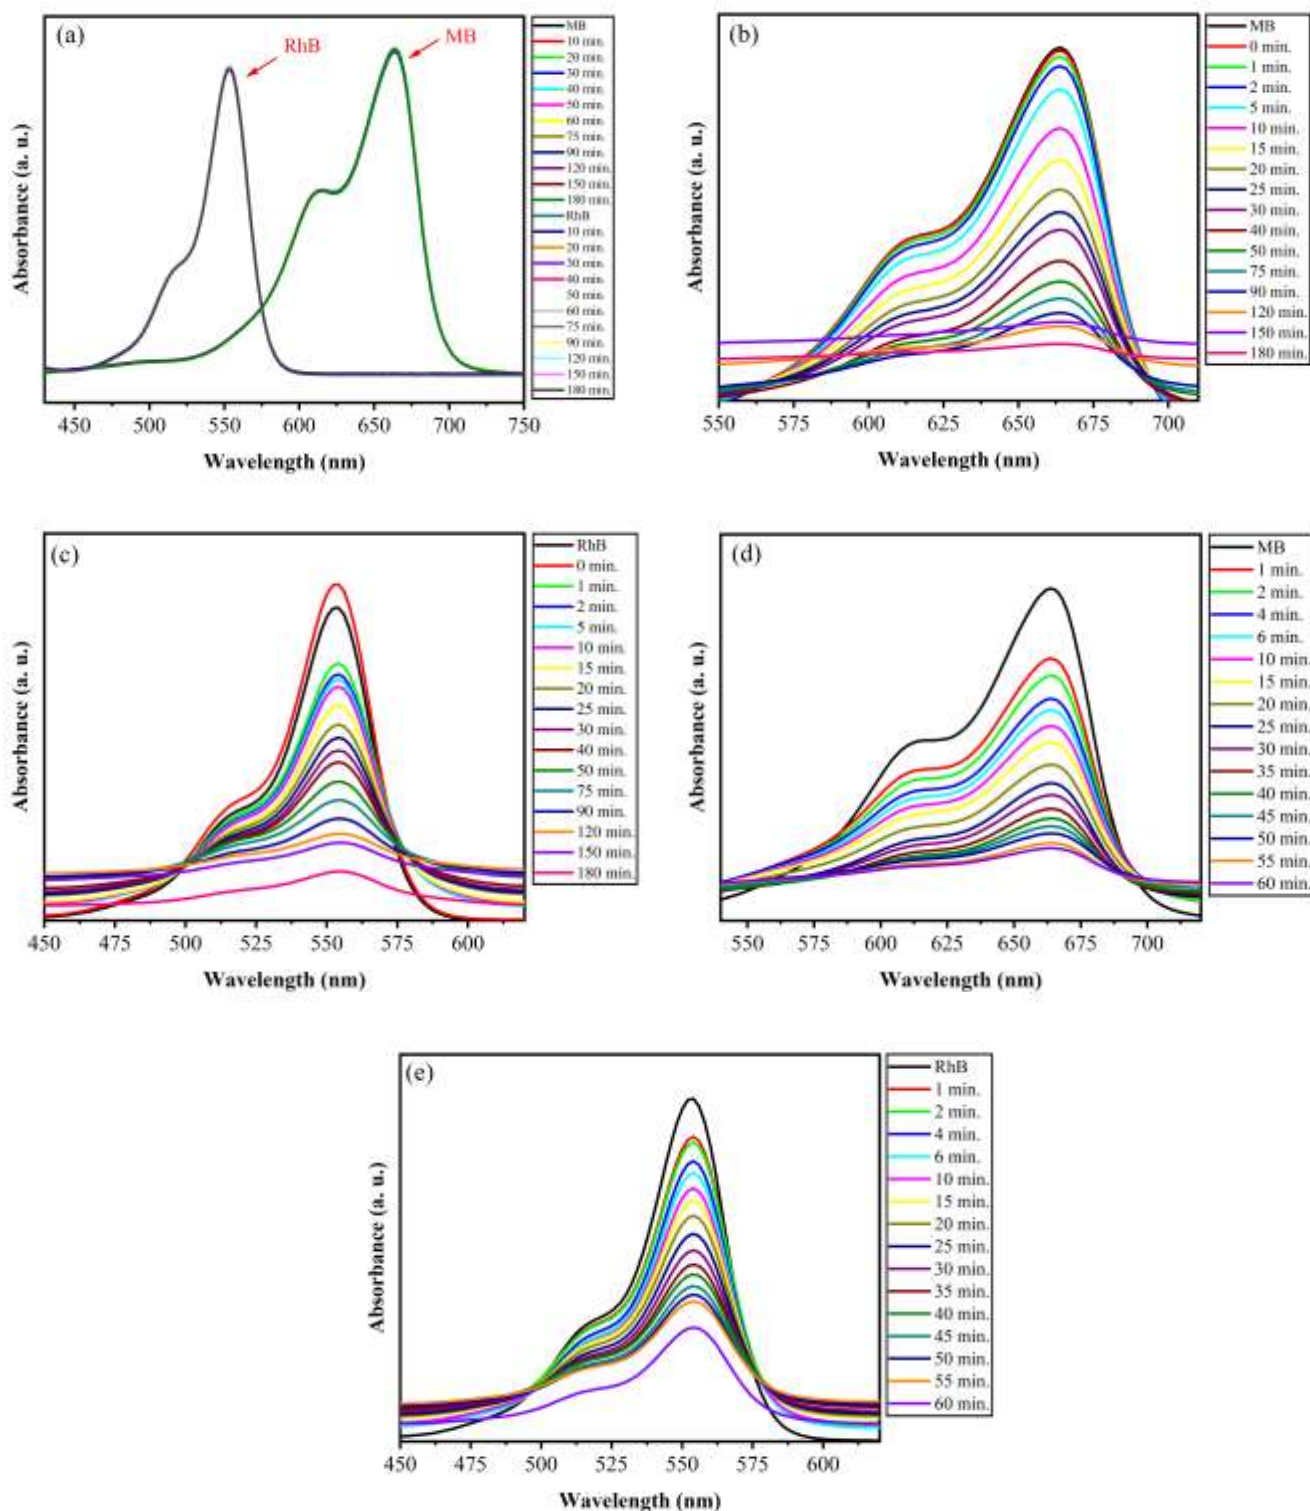 (a)
RhB
MB
Absorbance (a. u.)
450 500 550 600 650 700 750
Wavelength (nm)
MB
10 min.
20 min.
30 min.
40 min.
50 min.
60 min.
75 min.
90 min.
120 min.
150 min.
180 min.
RhB
10 min.
20 min.
30 min.
40 min.
50 min.
60 min.
75 min.
90 min.
120 min.
150 min.
180 min.
(b)
Absorbance (a. u.)
550 575 600 625 650 675 700
Wavelength (nm)
MB
0 min.
1 min.
2 min.
5 min.
10 min.
15 min.
20 min.
25 min.
30 min.
40 min.
50 min.
75 min.
90 min.
120 min.
150 min.
180 min.
(c)
Absorbance (a. u.)
450 475 500 525 550 575 600
Wavelength (nm)
RhB
0 min.
1 min.
2 min.
5 min.
10 min.
15 min.
20 min.
25 min.
30 min.
40 min.
50 min.
75 min.
90 min.
120 min.
150 min.
180 min.
(d)
Absorbance (a. u.)
550 575 600 625 650 675 700
Wavelength (nm)
MB
1 min.
2 min.
4 min.
6 min.
10 min.
15 min.
20 min.
25 min.
30 min.
35 min.
40 min.
45 min.
50 min.
55 min.
60 min.
(e)
Absorbance (a. u.)
450 475 500 525 550 575 600
Wavelength (nm)
RhB
1 min.
2 min.
4 min.
6 min.
10 min.
15 min.
20 min.
25 min.
30 min.
35 min.
40 min.
45 min.
50 min.
55 min.
60 min.